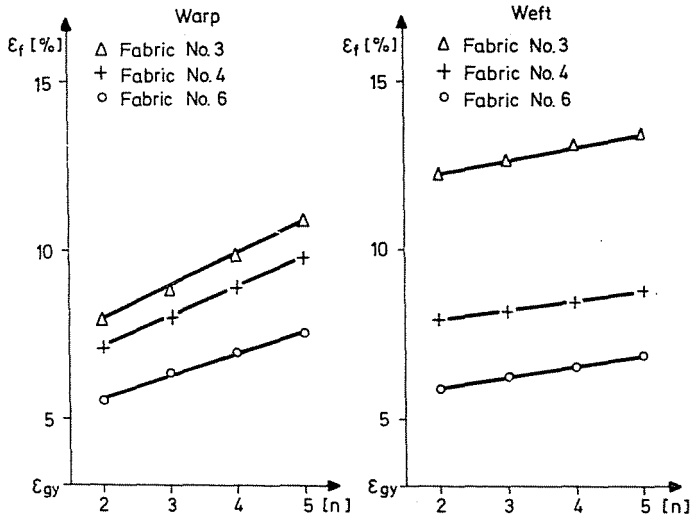 Warp
εf [%]
△ Fabric No. 3
+ Fabric No. 4
○ Fabric No. 6
15
10
5
εgy
2 3 4 5 [n]
Weft
εf [%]
△ Fabric No. 3
+ Fabric No. 4
○ Fabric No. 6
15
10
5
εgy
2 3 4 5 [n]